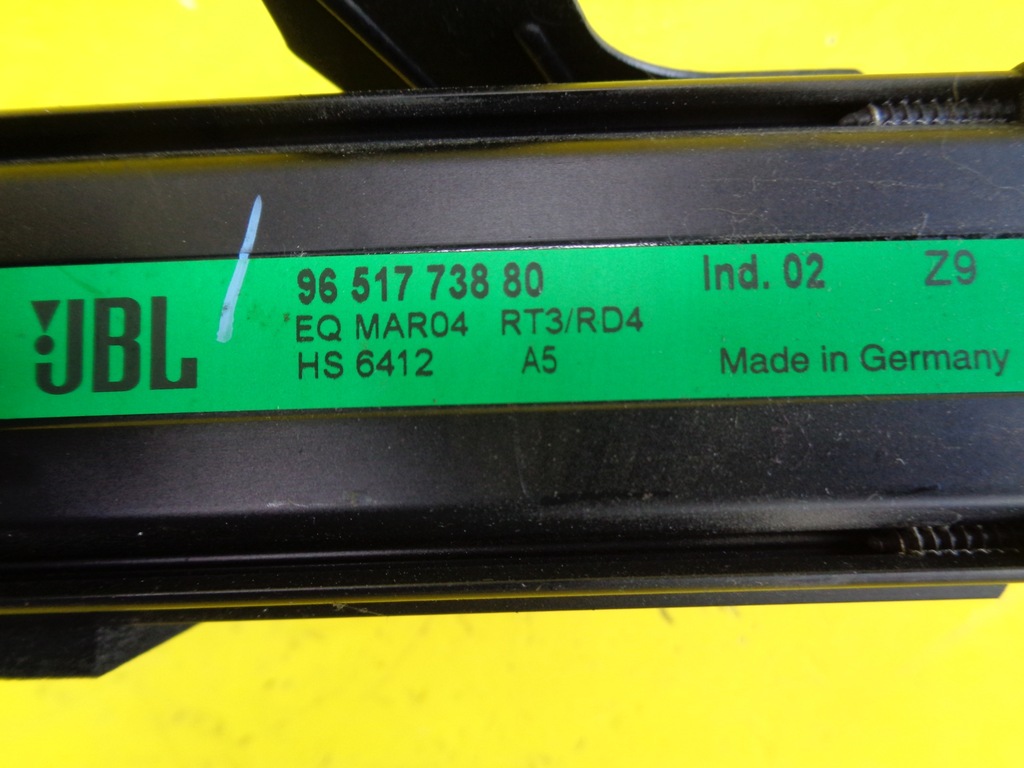 JBL
96 517 738 80 Ind. 02 Z9
EQ MAR04 RT3/RD4
HS 6412 A5 Made in Germany